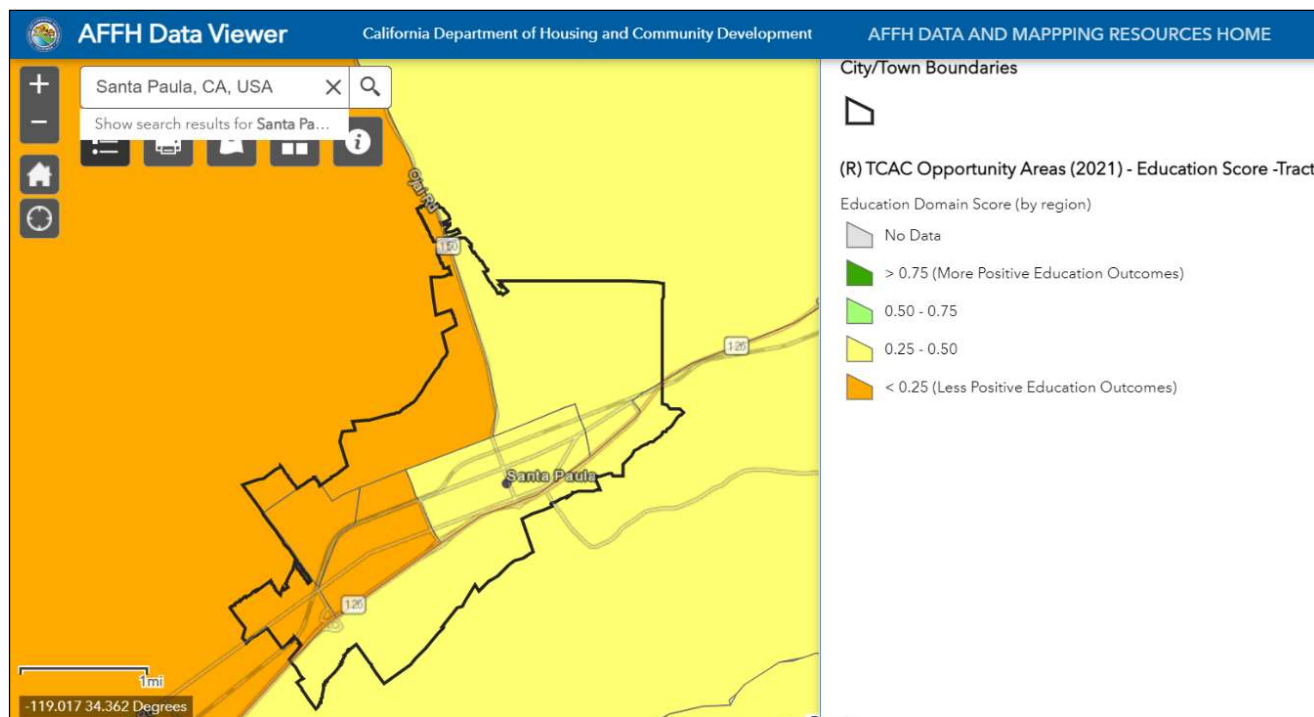 AFFH Data Viewer
California Department of Housing and Community Development
AFFH DATA AND MAPPPING RESOURCES HOME
+
Santa Paula, CA, USA
−
Show search results for Santa Pa...
City/Town Boundaries
(R) TCAC Opportunity Areas (2021) - Education Score -Tract
Education Domain Score (by region)
No Data
> 0.75 (More Positive Education Outcomes)
0.50 - 0.75
0.25 - 0.50
< 0.25 (Less Positive Education Outcomes)
Ojai Rd
150
126
Santa Paula
126
1mi
-119.017 34.362 Degrees